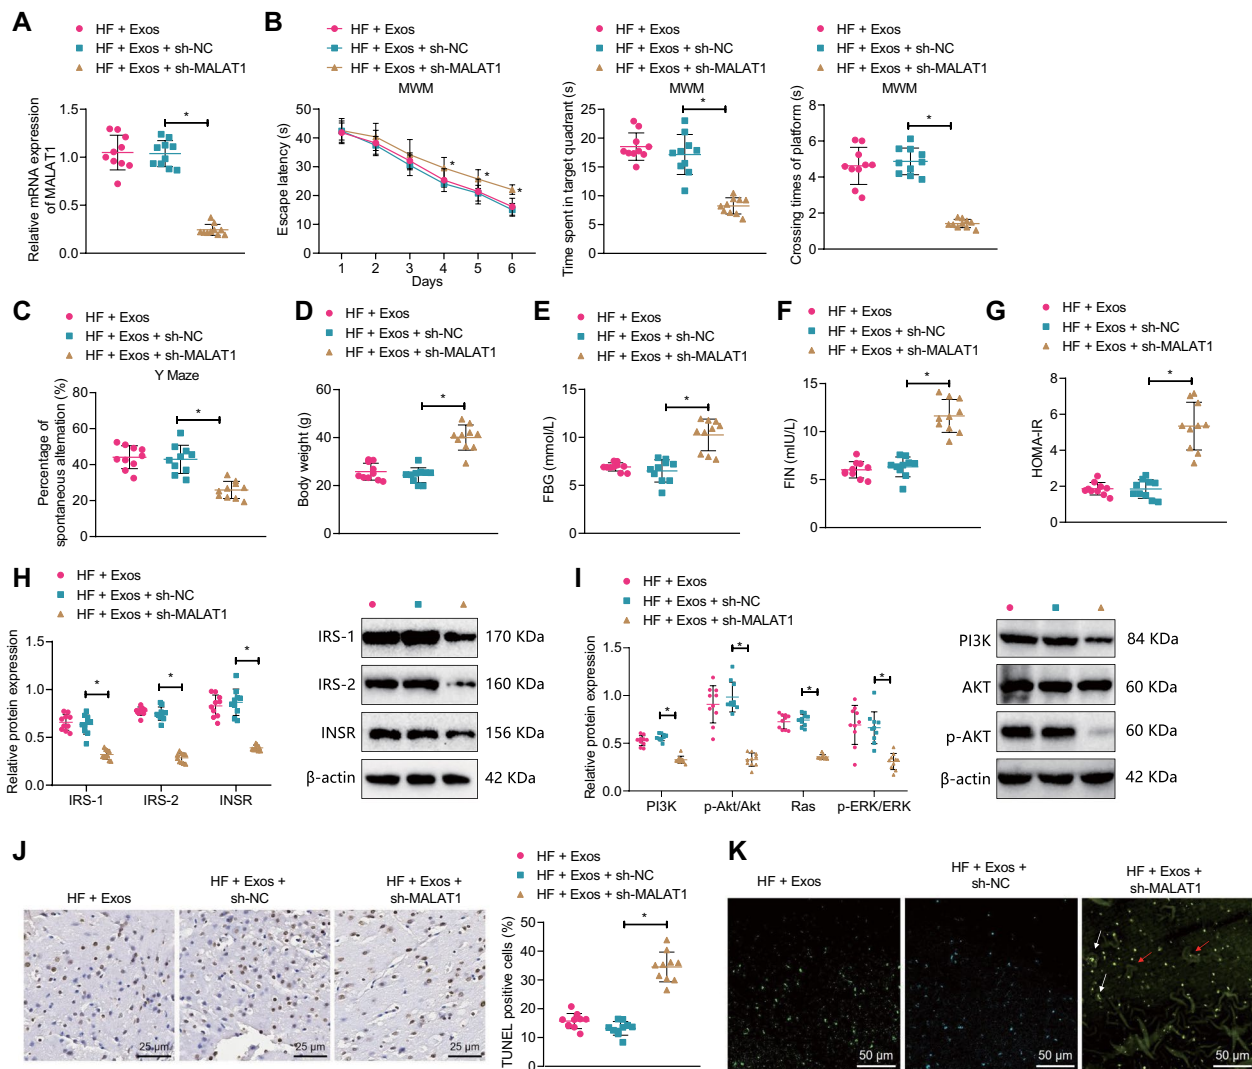 A
HF + Exos
HF + Exos + sh-NC
HF + Exos + sh-MALAT1
Relative mRNA expression
of MALAT1
1.5
1.0
0.5
0.0
*
B
HF + Exos
HF + Exos + sh-NC
HF + Exos + sh-MALAT1
MWM
Escape latency (s)
50
40
30
20
10
0
1 2 3 4 5 6
Days
* * *
HF + Exos
HF + Exos + sh-NC
HF + Exos + sh-MALAT1
MWM
Time spent in target quadrant (s)
25
20
15
10
5
0
*
HF + Exos
HF + Exos + sh-NC
HF + Exos + sh-MALAT1
MWM
Crossing times of platform (s)
8
6
4
2
0
*
C
HF + Exos
HF + Exos + sh-NC
HF + Exos + sh-MALAT1
Y Maze
Percentage of
spontaneous alternation (%)
80
60
40
20
0
*
D
HF + Exos
HF + Exos + sh-NC
HF + Exos + sh-MALAT1
Body weight (g)
60
40
20
0
*
E
HF + Exos
HF + Exos + sh-NC
HF + Exos + sh-MALAT1
FBG (mmol/L)
15
10
5
0
*
F
HF + Exos
HF + Exos + sh-NC
HF + Exos + sh-MALAT1
FIN (mIU/L)
15
10
5
0
*
G
HF + Exos
HF + Exos + sh-NC
HF + Exos + sh-MALAT1
HOMA-IR
8
6
4
2
0
*
H
HF + Exos
HF + Exos + sh-NC
HF + Exos + sh-MALAT1
Relative protein expression
1.5
1.0
0.5
0.0
* * *
IRS-1 IRS-2 INSR
IRS-1 170 KDa
IRS-2 160 KDa
INSR 156 KDa
β-actin 42 KDa
I
HF + Exos
HF + Exos + sh-NC
HF + Exos + sh-MALAT1
Relative protein expression
1.5
1.0
0.5
0.0
* * * *
PI3K p-Akt/Akt Ras p-ERK/ERK
PI3K 84 KDa
AKT 60 KDa
p-AKT 60 KDa
β-actin 42 KDa
J
HF + Exos
HF + Exos +
sh-NC
HF + Exos +
sh-MALAT1
25 µm
25 µm
25 µm
HF + Exos
HF + Exos + sh-NC
HF + Exos + sh-MALAT1
TUNEL positive cells (%)
50
40
30
20
10
0
*
K
HF + Exos
HF + Exos +
sh-NC
HF + Exos +
sh-MALAT1
50 µm
50 µm
50 µm